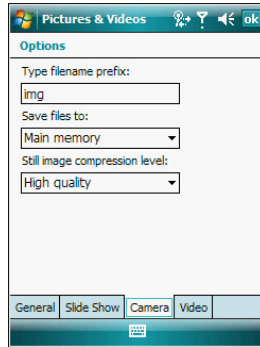 Pictures & Videos ok
Options
Type filename prefix:
img
Save files to:
Main memory
Still image compression level:
High quality
General Slide Show Camera Video